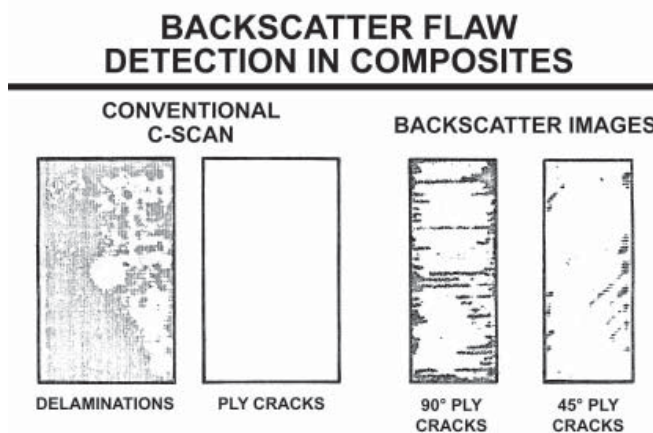 BACKSCATTER FLAW
DETECTION IN COMPOSITES
CONVENTIONAL
C-SCAN
BACKSCATTER IMAGES
DELAMINATIONS
PLY CRACKS
90° PLY
CRACKS
45° PLY
CRACKS